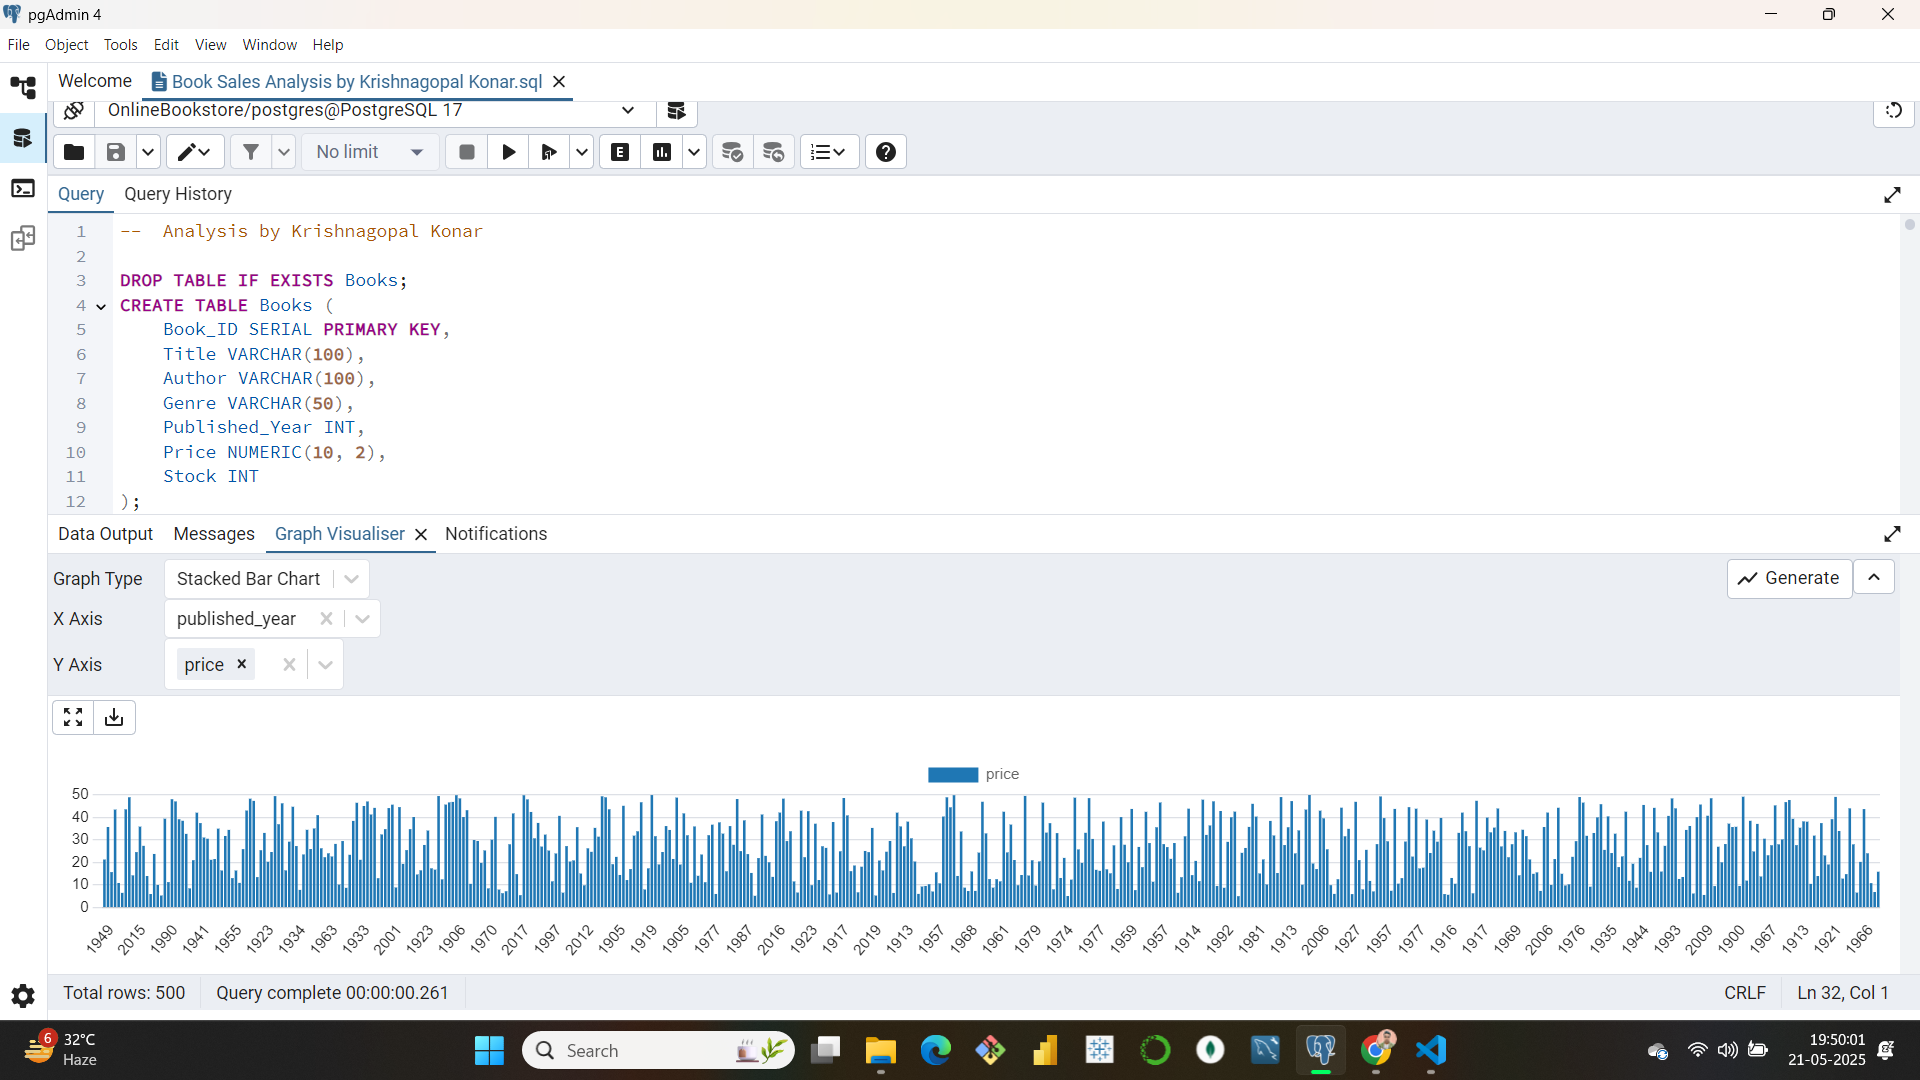 pgAdmin 4
File Object Tools Edit View Window Help
Welcome Book Sales Analysis by Krishnagopal Konar.sql
OnlineBookstore/postgres@PostgreSQL 17
No limit
E
Query Query History
1 -- Analysis by Krishnagopal Konar
2
3 DROP TABLE IF EXISTS Books;
4 CREATE TABLE Books (
5 Book_ID SERIAL PRIMARY KEY,
6 Title VARCHAR(100),
7 Author VARCHAR(100),
8 Genre VARCHAR(50),
9 Published_Year INT,
10 Price NUMERIC(10, 2),
11 Stock INT
12 );
Data Output Messages Graph Visualiser Notifications
Graph Type Stacked Bar Chart Generate
X Axis published_year
Y Axis price
price
50
40
30
20
10
0
1949 2015 1990 1941 1955 1923 1934 1963 1933 2001 1923 1906 1970 2017 1997 2012 1905 1919 1905 1977 1987 2016 1923 1917 2019 1913 1957 1968 1961 1979 1974 1977 1959 1957 1914 1992 1981 1913 2006 1927 1957 1977 1916 1917 1969 2006 1976 1935 1944 1993 2009 1900 1967 1913 1921 1966
Total rows: 500 Query complete 00:00:00.261 CRLF Ln 32, Col 1
6
32°C
Haze
Search
19:50:01
21-05-2025